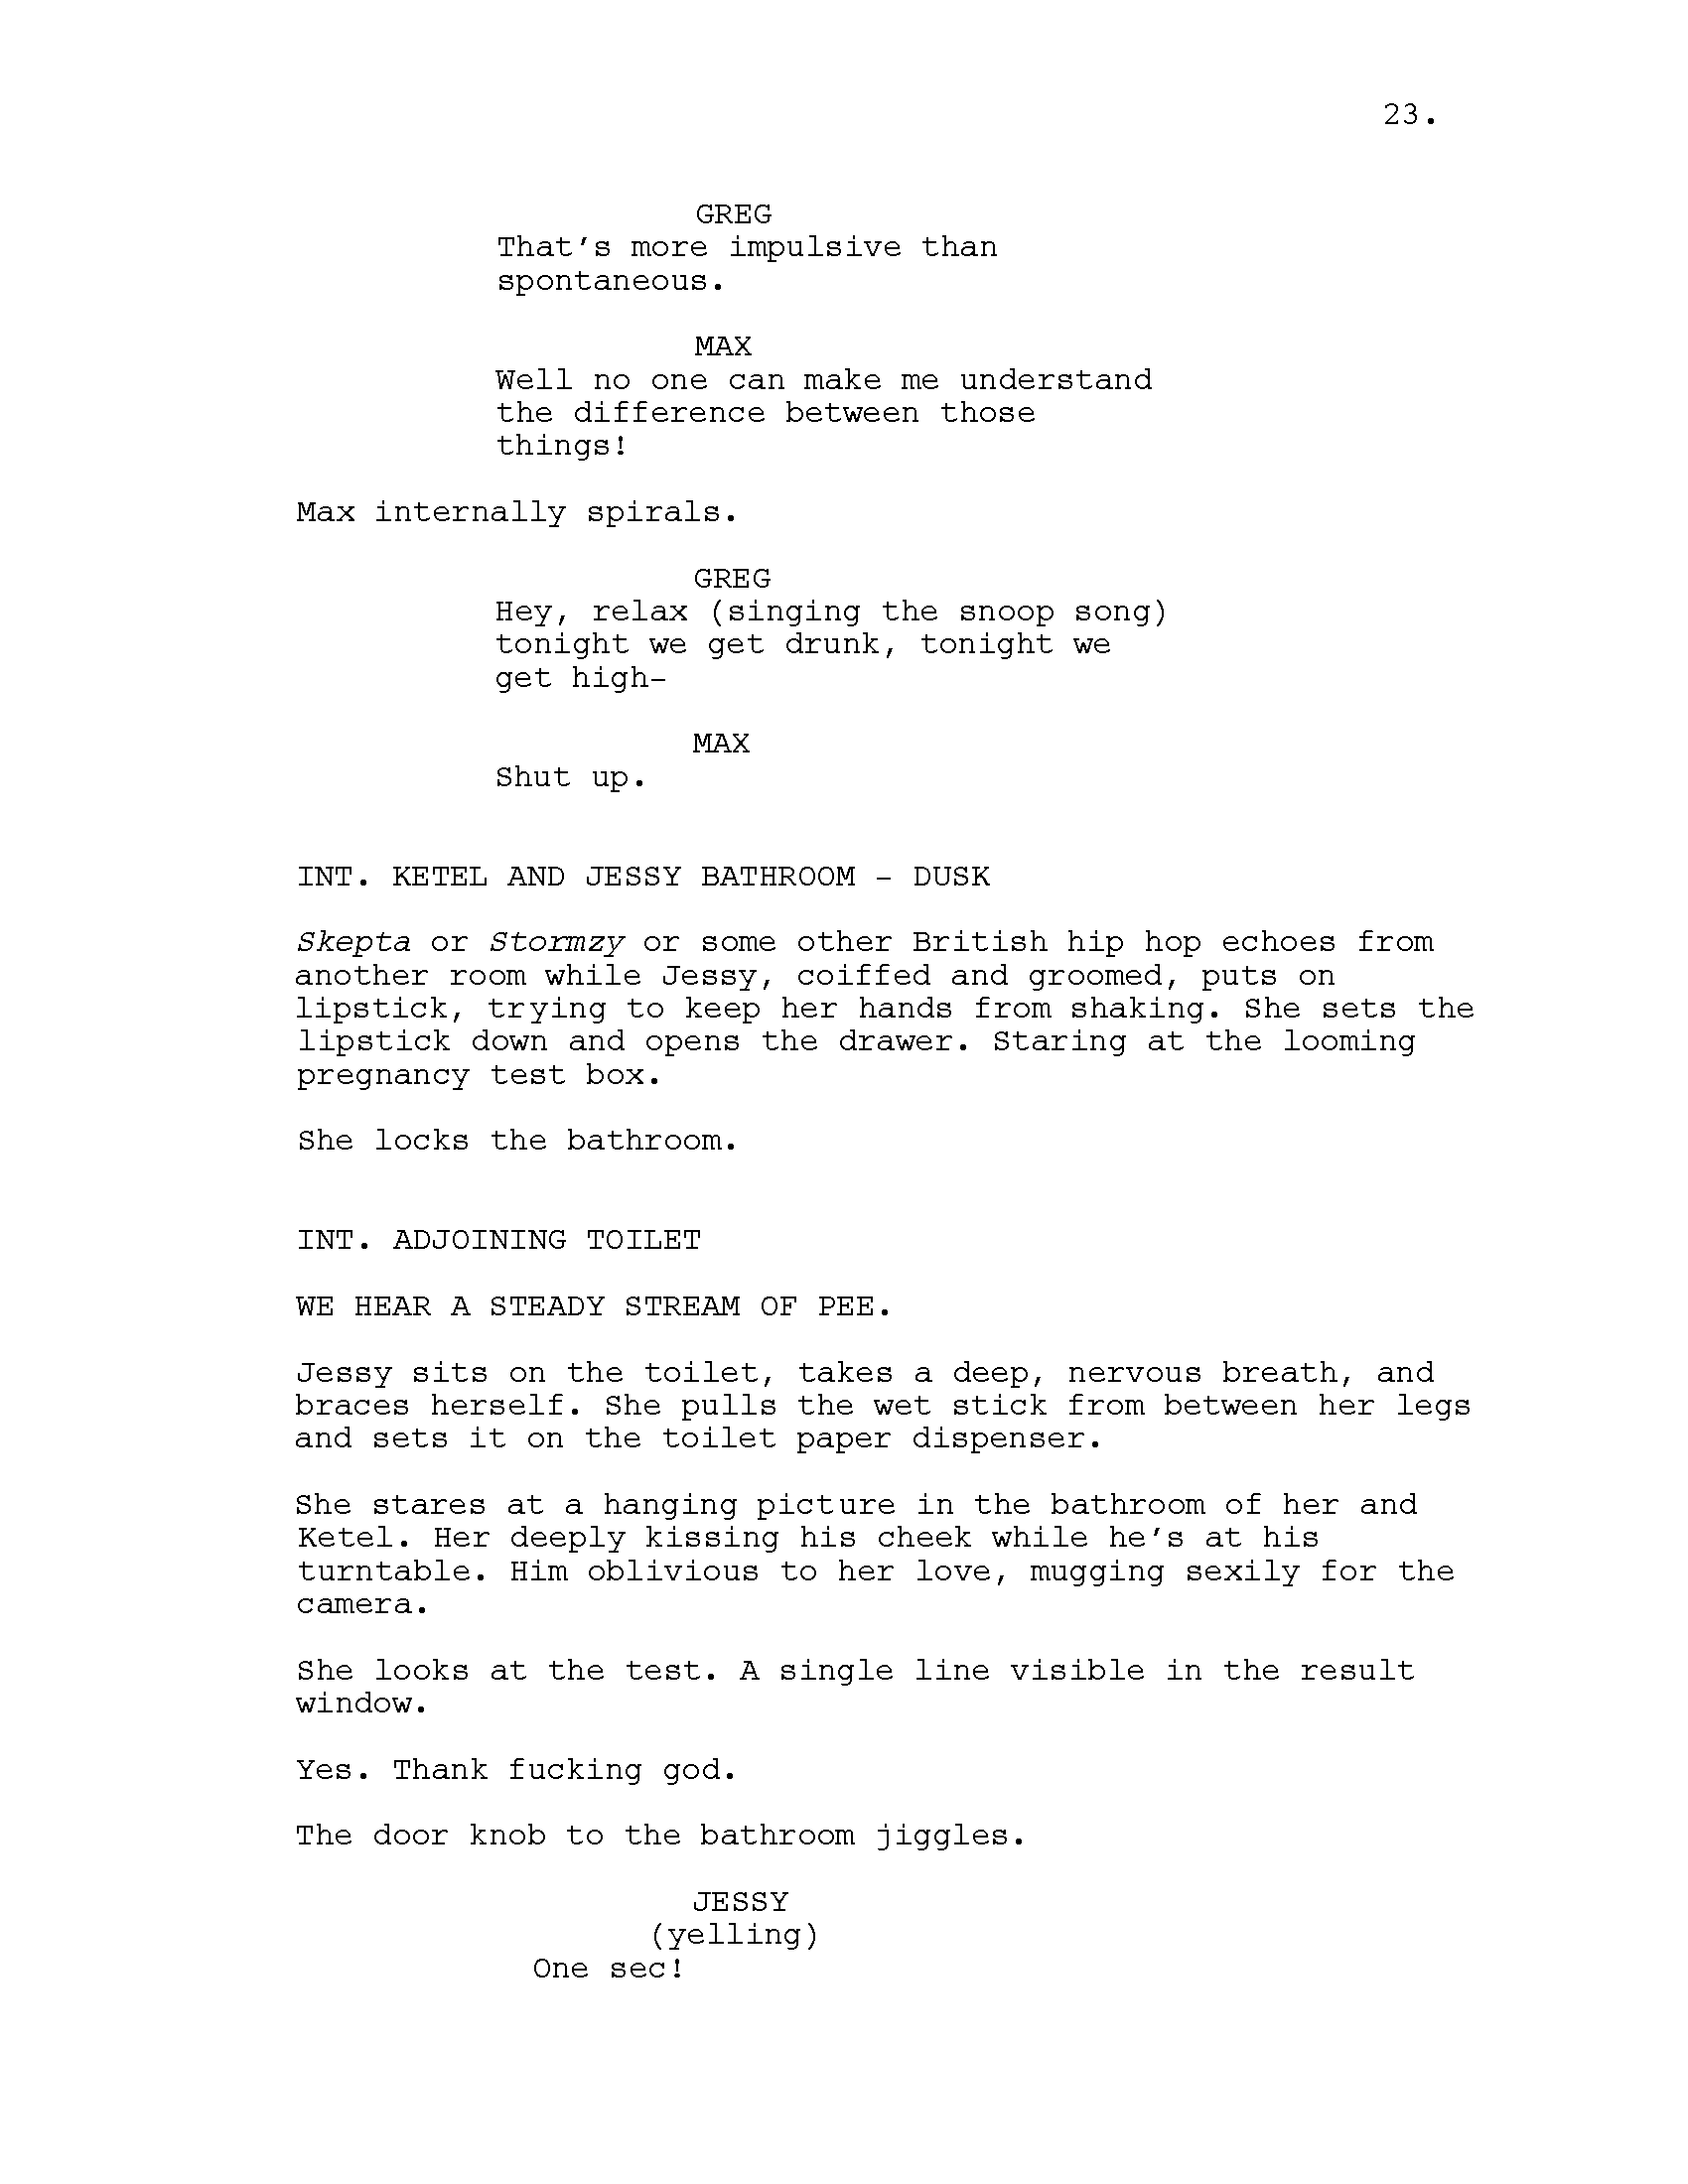 23.
GREG
That's more impulsive than
spontaneous.
MAX
Well no one can make me understand
the difference between those
things!
Max internally spirals.
GREG
Hey, relax (singing the snoop song)
tonight we get drunk, tonight we
get high-
MAX
Shut up.
INT. KETEL AND JESSY BATHROOM - DUSK
Skepta or Stormzy or some other British hip hop echoes from
another room while Jessy, coiffed and groomed, puts on
lipstick, trying to keep her hands from shaking. She sets the
lipstick down and opens the drawer. Staring at the looming
pregnancy test box.
She locks the bathroom.
INT. ADJOINING TOILET
WE HEAR A STEADY STREAM OF PEE.
Jessy sits on the toilet, takes a deep, nervous breath, and
braces herself. She pulls the wet stick from between her legs
and sets it on the toilet paper dispenser.
She stares at a hanging picture in the bathroom of her and
Ketel. Her deeply kissing his cheek while he's at his
turntable. Him oblivious to her love, mugging sexily for the
camera.
She looks at the test. A single line visible in the result
window.
Yes. Thank fucking god.
The door knob to the bathroom jiggles.
JESSY
(yelling)
One sec!